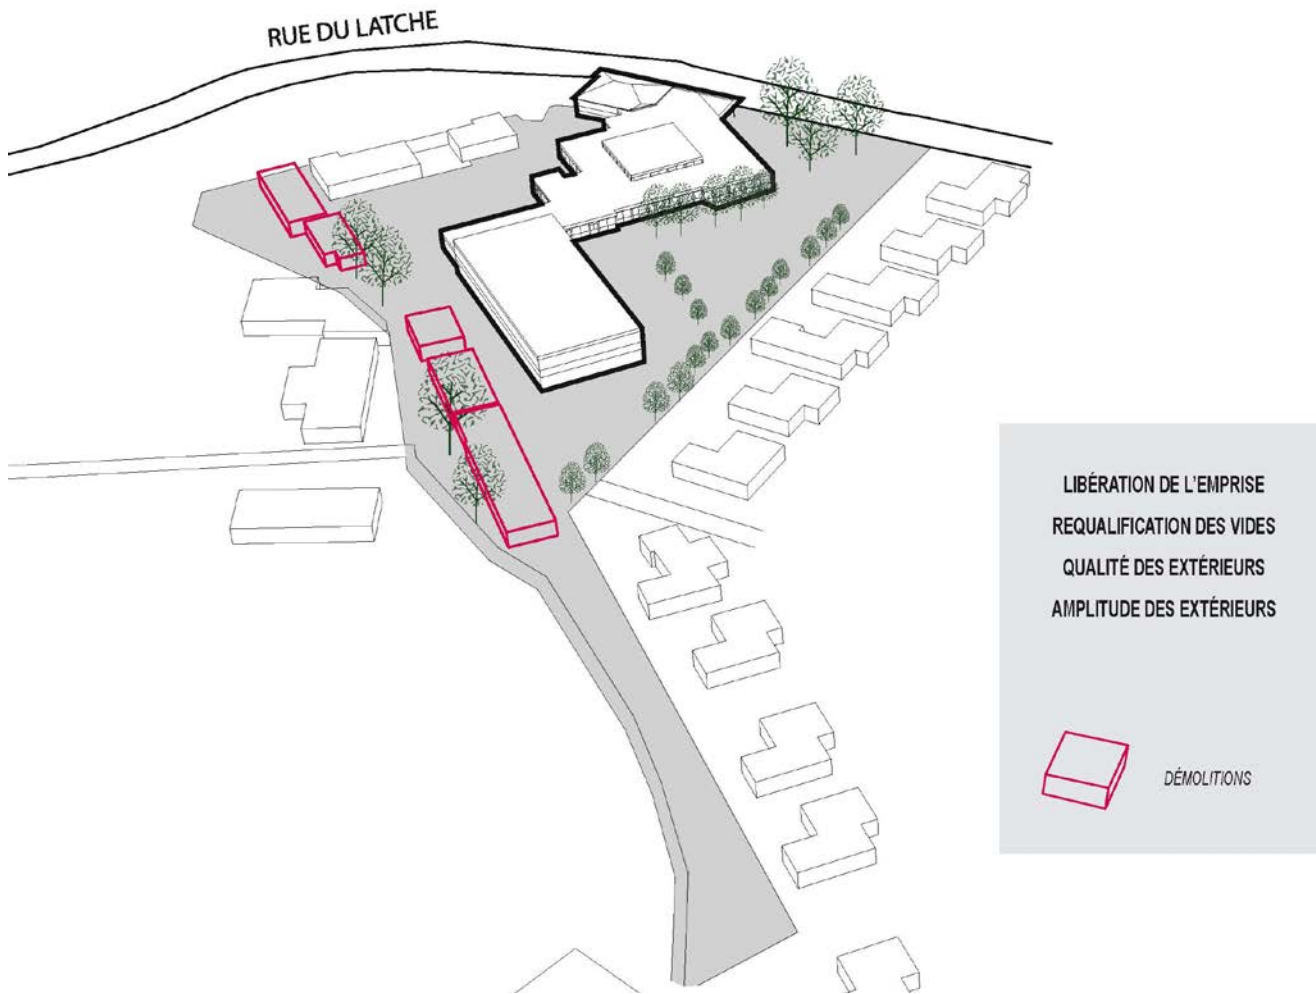 RUE DU LATCHE
LIBÉRATION DE L'EMPRISE
REQUALIFICATION DES VIDES
QUALITÉ DES EXTÉRIEURS
AMPLITUDE DES EXTÉRIEURS
DÉMOLITIONS